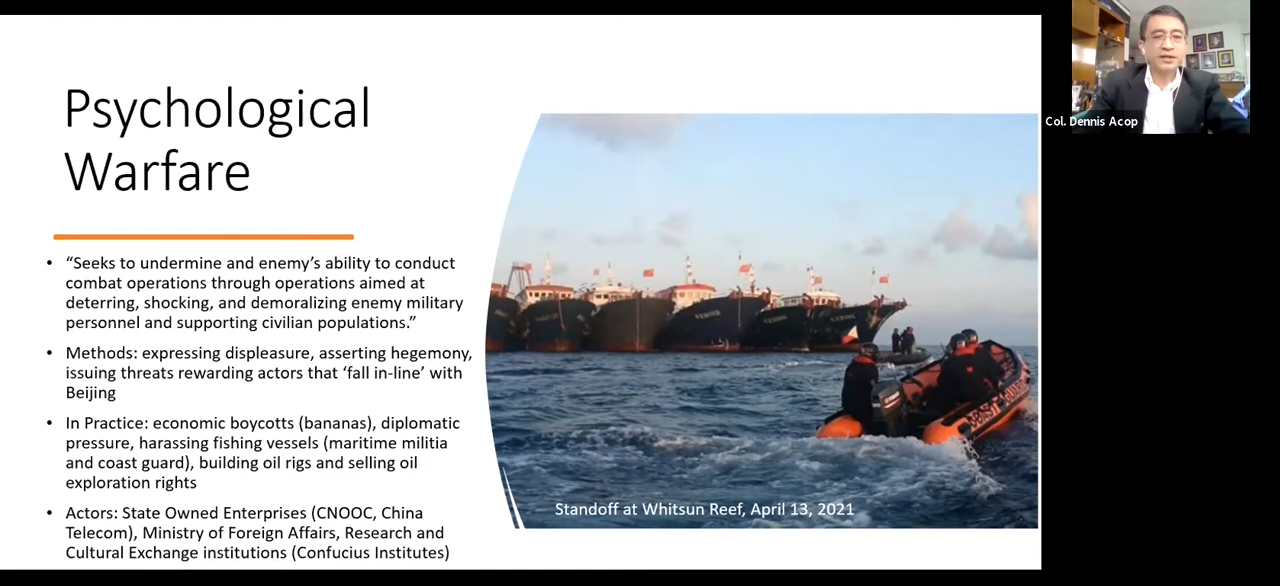 Psychological
Warfare
• “Seeks to undermine and enemy’s ability to conduct
combat operations through operations aimed at
deterring, shocking, and demoralizing enemy military
personnel and supporting civilian populations.”
• Methods: expressing displeasure, asserting hegemony,
issuing threats rewarding actors that ‘fall in-line’ with
Beijing
• In Practice: economic boycotts (bananas), diplomatic
pressure, harassing fishing vessels (maritime militia
and coast guard), building oil rigs and selling oil
exploration rights
• Actors: State Owned Enterprises (CNOOC, China
Telecom), Ministry of Foreign Affairs, Research and
Cultural Exchange institutions (Confucius Institutes)
Standoff at Whitsun Reef, April 13, 2021
Col. Dennis Acop